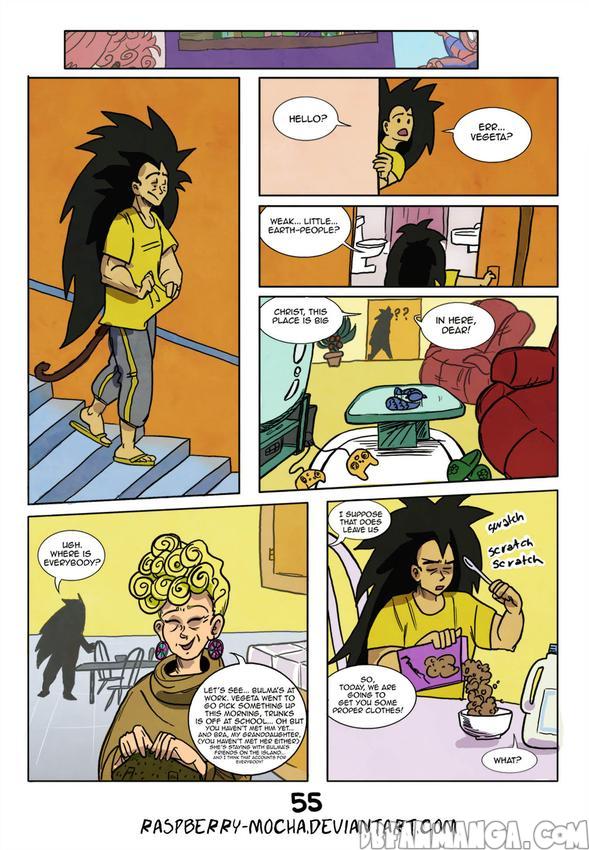 HELLO?
ERR...
VEGETA?
WEAK... LITTLE...
EARTH-PEOPLE?
CHRIST, THIS
PLACE IS BIG
??
IN HERE,
DEAR!
UGH.
WHERE IS
EVERYBODY?
LET'S SEE... BULMA'S AT
WORK. VEGETA WENT TO
GO PICK SOMETHING UP
THIS MORNING, TRUNKS
IS OFF AT SCHOOL... OH BUT
YOU HAVEN'T MET HIM YET...
AND BRA, MY GRANDDAUGHTER,
(YOU HAVEN'T MET HER EITHER)
SHE'S STAYING WITH BULMA'S
FRIENDS ON THE ISLAND...
AND I THINK THAT ACCOUNTS FOR
EVERYBODY!
I SUPPOSE
THAT DOES
LEAVE US
scratch
scratch
scratch
SO,
TODAY, WE ARE
GOING TO
GET YOU SOME
PROPER CLOTHES!
WHAT?
55
RASPBERRY-MOCHA.DEVIANTART.COM
DBFANMANGA.COM